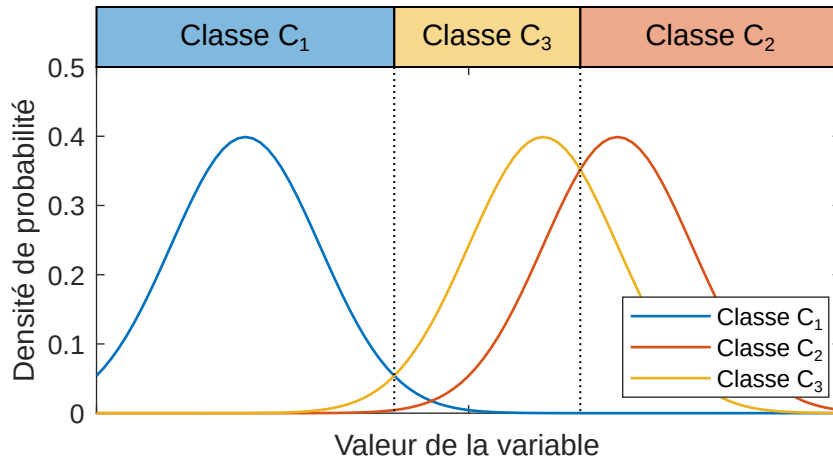 Classe C₁ Classe C₃ Classe C₂
0.5
0.4
0.3
0.2
0.1
0
Densité de probabilité
Classe C₁
Classe C₂
Classe C₃
Valeur de la variable